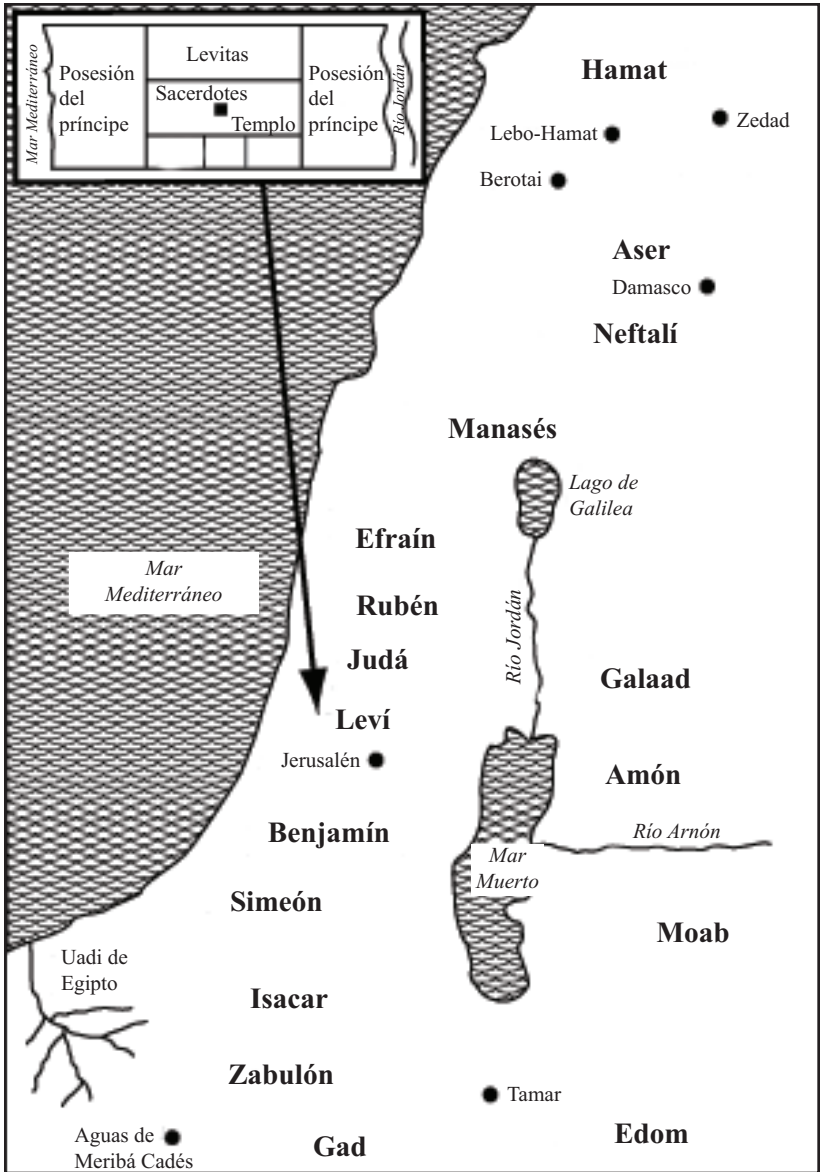 Mar Mediterráneo
Posesión
del
príncipe
Levitas
Sacerdotes
Templo
Posesión
del
príncipe
Río Jordán
Hamat
Lebo-Hamat
Zedad
Berotai
Aser
Damasco
Neftalí
Manasés
Lago de
Galilea
Efraín
Mar
Mediterráneo
Rubén
Río Jordán
Judá
Galaad
Leví
Jerusalén
Amón
Benjamín
Río Arnón
Mar
Muerto
Simeón
Moab
Uadi de
Egipto
Isacar
Zabulón
Tamar
Aguas de
Meribá Cadés
Gad
Edom